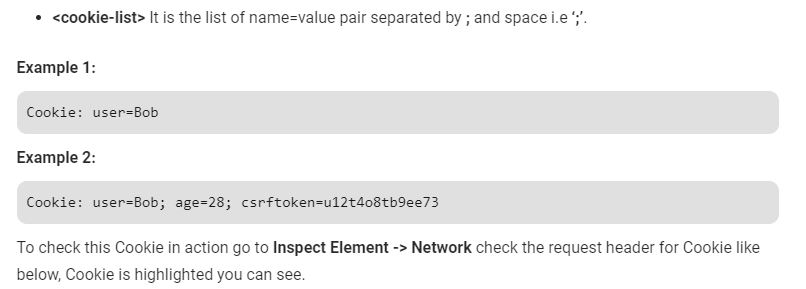 • <cookie-list> It is the list of name=value pair separated by ; and space i.e ‘;’.
Example 1:
Cookie: user=Bob
Example 2:
Cookie: user=Bob; age=28; csrftoken=u12t4o8tb9ee73
To check this Cookie in action go to Inspect Element -> Network check the request header for Cookie like
below, Cookie is highlighted you can see.